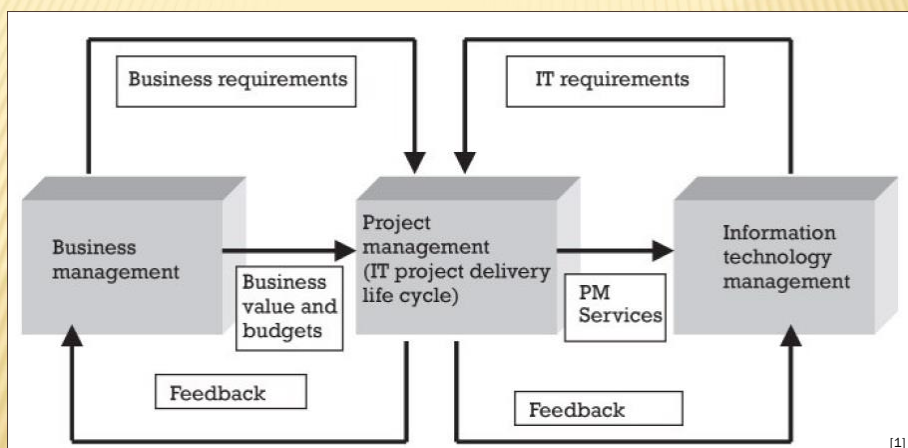 Business requirements
IT requirements
Business
management
Project
management
(IT project delivery
life cycle)
Information
technology
management
Business
value and
budgets
PM
Services
Feedback
Feedback
[1]